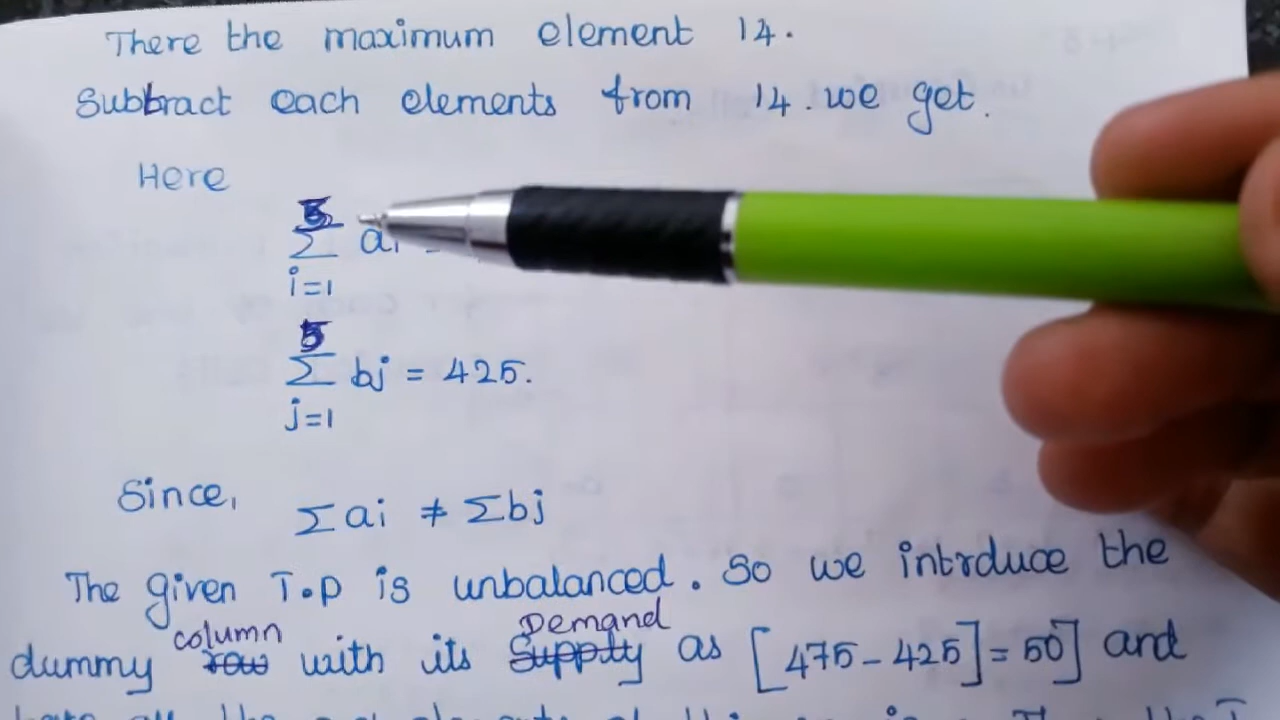 There the maximum element 14.
Subtract each elements from 14. we get.
Here
5
Σ ai
i=1
5
Σ bj = 425.
j=1
Since, Σai ≠ Σbj
The given T.P is unbalanced. So we intrduce the
column Demand
dummy row with its Supply as [475-425]=50] and